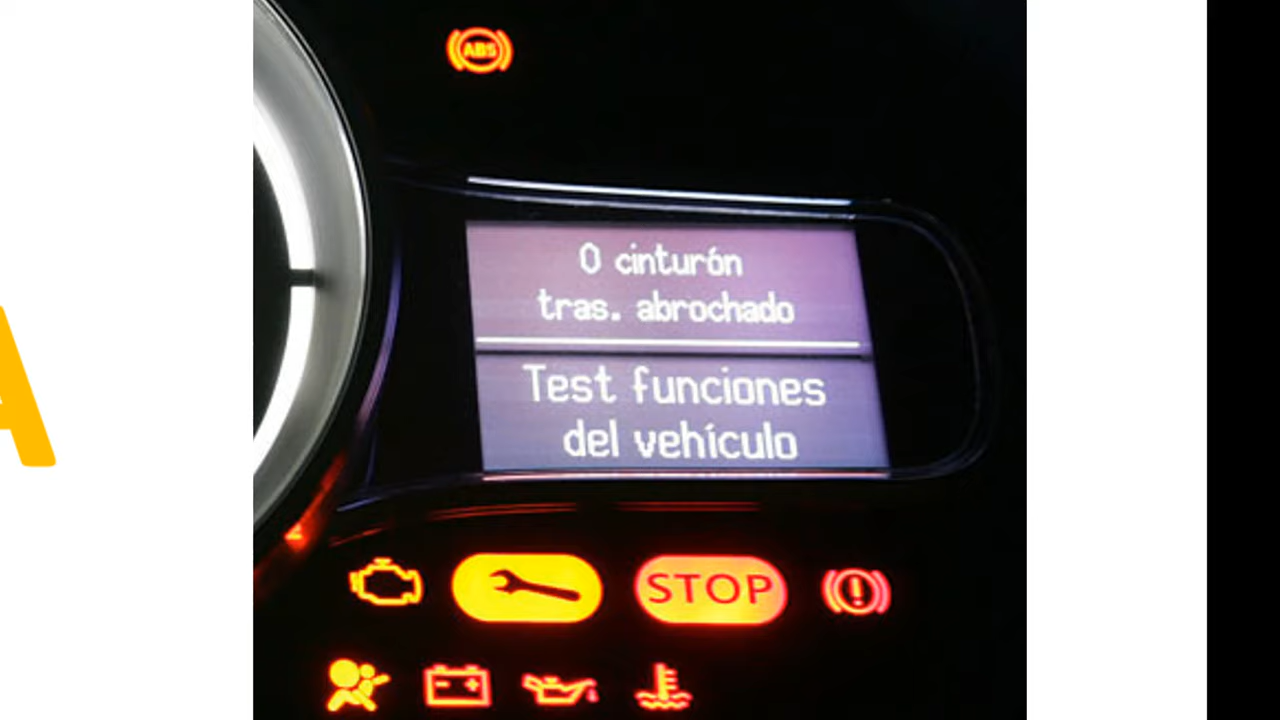 A
ABS
0 cinturón
tras. abrochado
Test funciones
del vehículo
STOP